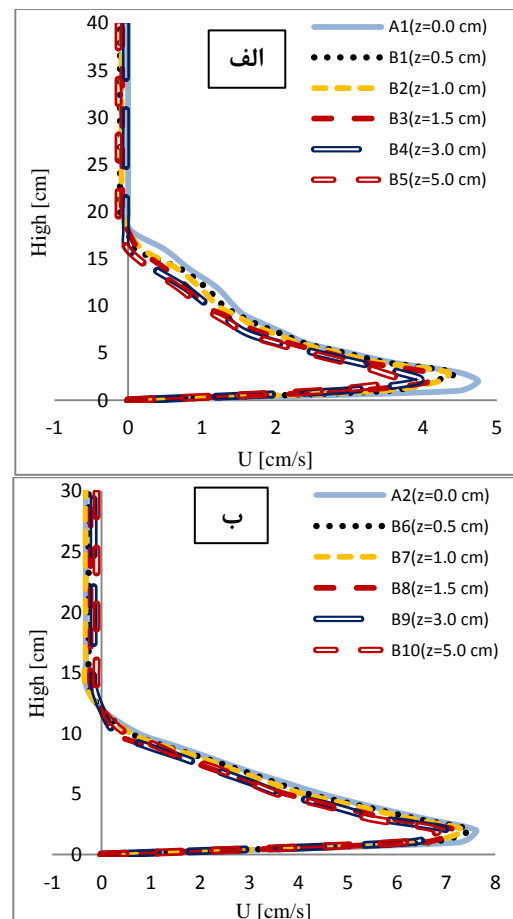 الف
A1(z=0.0 cm)
B1(z=0.5 cm)
B2(z=1.0 cm)
B3(z=1.5 cm)
B4(z=3.0 cm)
B5(z=5.0 cm)
High [cm]
40
30
20
10
0
-1 0 1 2 3 4 5
U [cm/s]
ب
A2(z=0.0 cm)
B6(z=0.5 cm)
B7(z=1.0 cm)
B8(z=1.5 cm)
B9(z=3.0 cm)
B10(z=5.0 cm)
High [cm]
30
25
20
15
10
5
0
-1 0 1 2 3 4 5 6 7 8
U [cm/s]